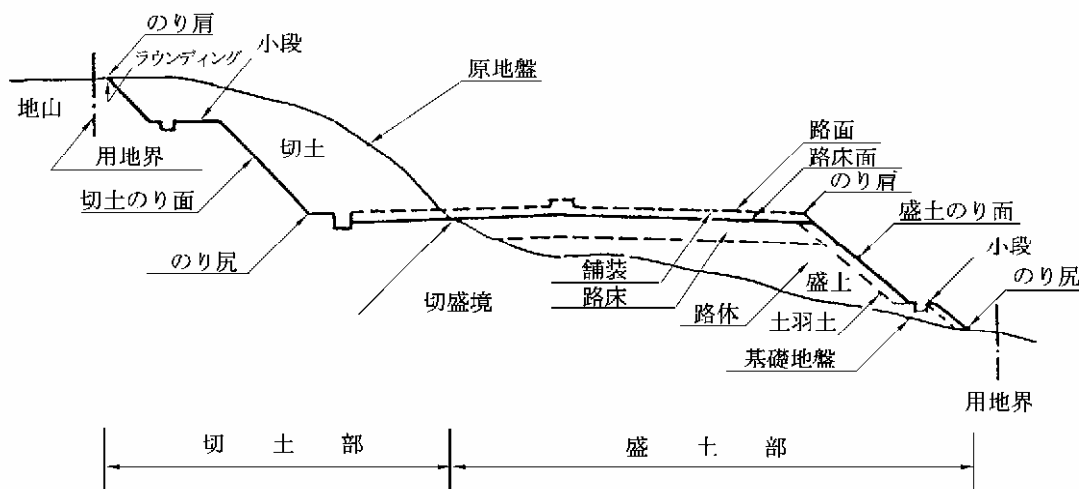 のり肩
ラウンディング
小段
原地盤
地山
用地界
切土
切土のり面
のり尻
路面
路床面
のり肩
盛土のり面
小段
のり尻
舗装
路床
切盛境
盛土
路体
土羽土
基礎地盤
用地界
切土部
盛土部